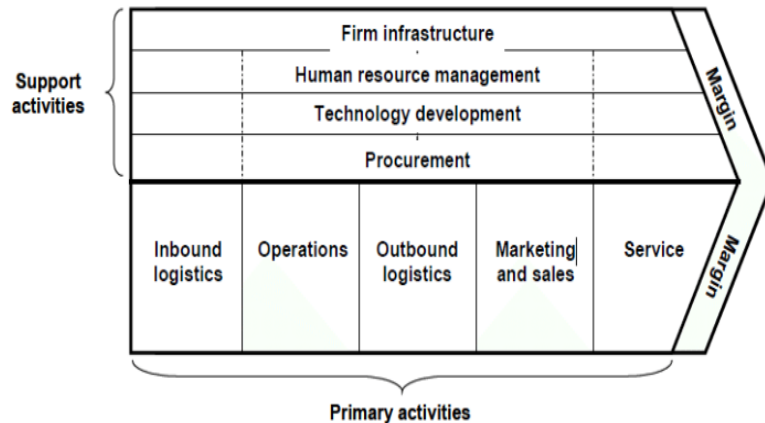 Firm infrastructure
Human resource management
Support
activities
Technology development
Procurement
Margin
Inbound
logistics
Operations
Outbound
logistics
Marketing
and sales
Service
Margin
Primary activities